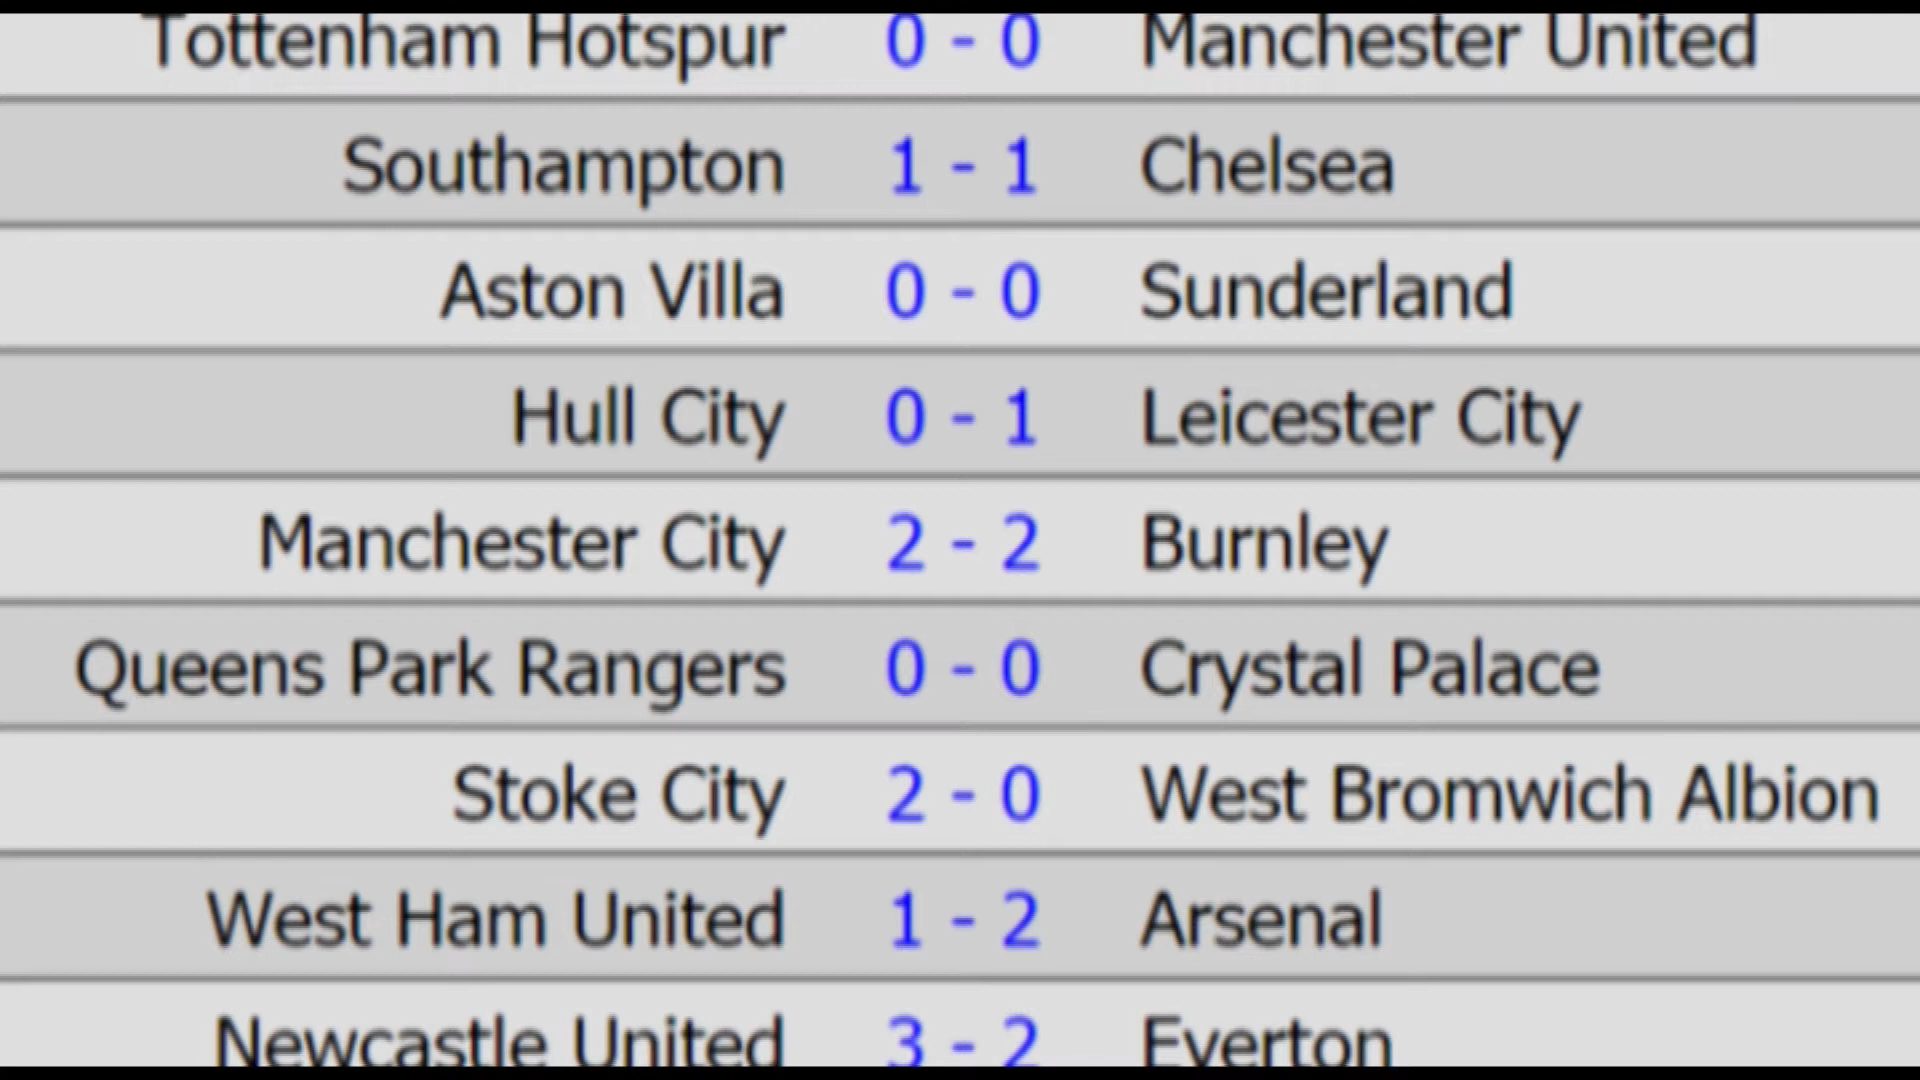 Tottenham Hotspur 0 - 0 Manchester United
Southampton 1 - 1 Chelsea
Aston Villa 0 - 0 Sunderland
Hull City 0 - 1 Leicester City
Manchester City 2 - 2 Burnley
Queens Park Rangers 0 - 0 Crystal Palace
Stoke City 2 - 0 West Bromwich Albion
West Ham United 1 - 2 Arsenal
Newcastle United 3 - 2 Everton